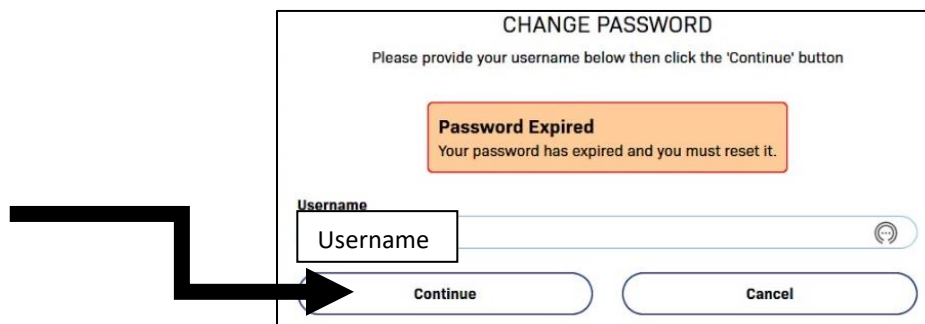 CHANGE PASSWORD
Please provide your username below then click the 'Continue' button
Password Expired
Your password has expired and you must reset it.
Username
Username
Continue
Cancel